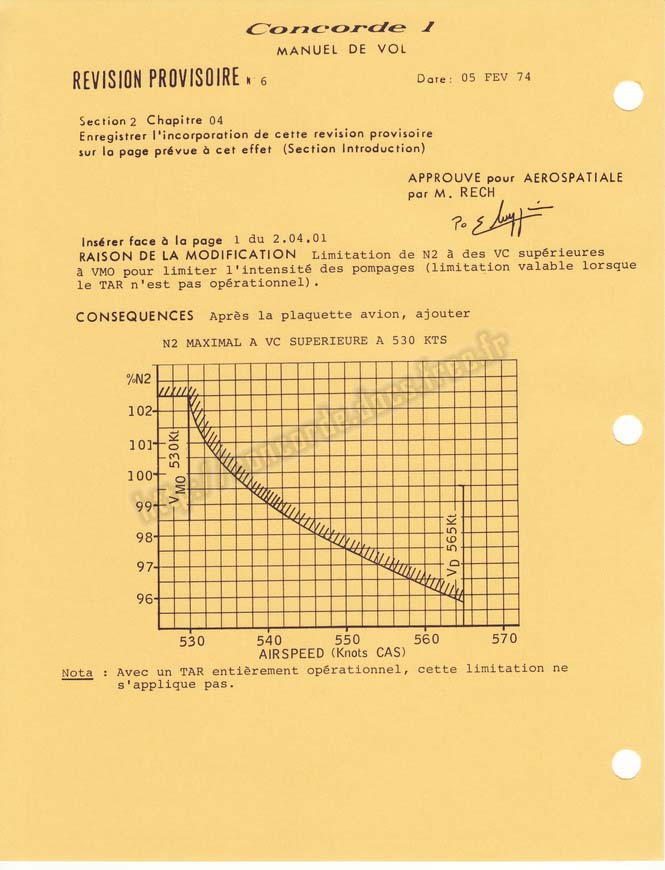 Concorde 1
MANUEL DE VOL
REVISION PROVISOIRE N° 6
Date: 05 FEV 74
Section 2 Chapitre 04
Enregistrer l'incorporation de cette revision provisoire
sur la page prévue à cet effet (Section Introduction)
APPROUVE pour AEROSPATIALE
par M. RECH
Po
Insérer face à la page 1 du 2.04.01
RAISON DE LA MODIFICATION Limitation de N2 à des VC supérieures
à VMO pour limiter l'intensité des pompages (limitation valable lorsque
le TAR n'est pas opérationnel).
CONSEQUENCES Après la plaquette avion, ajouter
N2 MAXIMAL A VC SUPERIEURE A 530 KTS
%N2
102
101
100
99
98
97
96
VMO 530Kt
VD 565Kt
530 540 550 560 570
AIRSPEED (Knots CAS)
Nota : Avec un TAR entièrement opérationnel, cette limitation ne
s'applique pas.